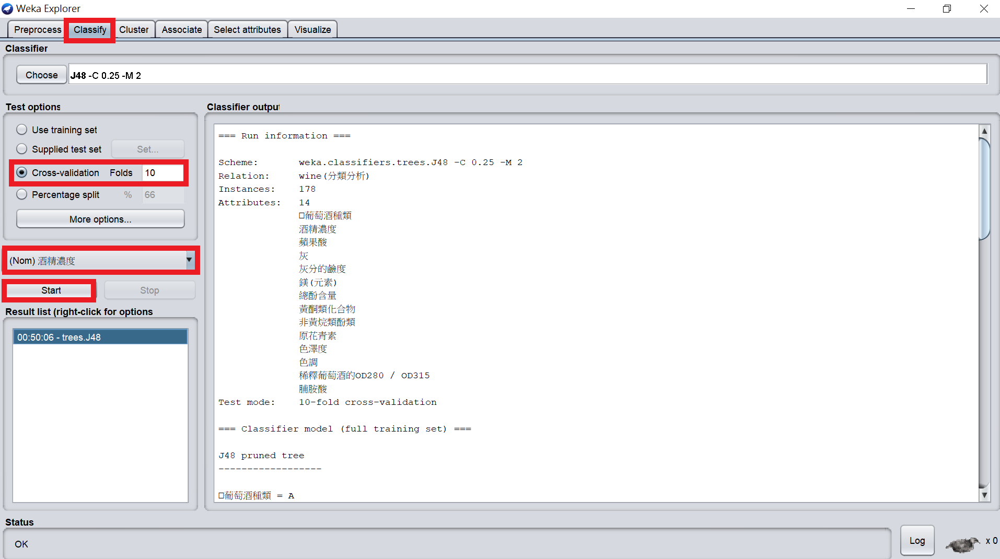 Weka Explorer
Preprocess Classify Cluster Associate Select attributes Visualize
Classifier
Choose J48 -C 0.25 -M 2
Test options
Use training set
Supplied test set Set...
Cross-validation Folds 10
Percentage split % 66
More options...
(Nom) 酒精濃度
Start Stop
Result list (right-click for options
00:50:06 - trees.J48
Classifier output
=== Run information ===
Scheme: weka.classifiers.trees.J48 -C 0.25 -M 2
Relation: wine(分類分析)
Instances: 178
Attributes: 14
□葡萄酒種類
酒精濃度
蘋果酸
灰
灰分的鹼度
鎂(元素)
總酚含量
黃酮類化合物
非黃烷類酚類
原花青素
色澤度
色調
稀釋葡萄酒的OD280 / OD315
脯胺酸
Test mode: 10-fold cross-validation
=== Classifier model (full training set) ===
J48 pruned tree
------------------
□葡萄酒種類 = A
Status
OK
Log x 0